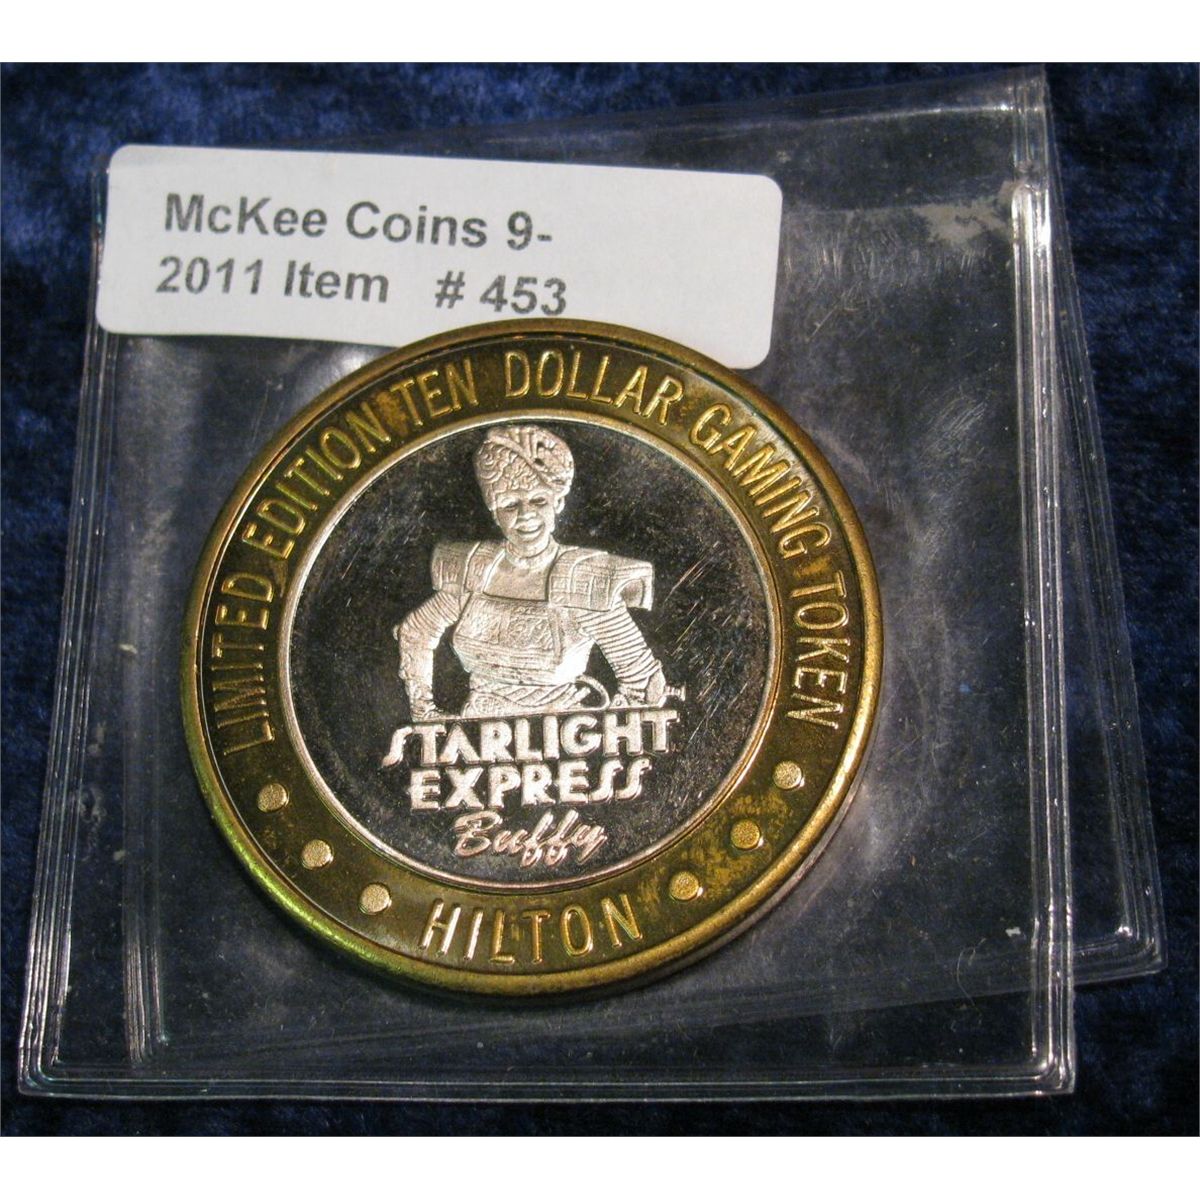 McKee Coins 9-
2011 Item # 453
LIMITED EDITION TEN DOLLAR GAMING TOKEN
STARLIGHT
EXPRESS
Buffy
HILTON